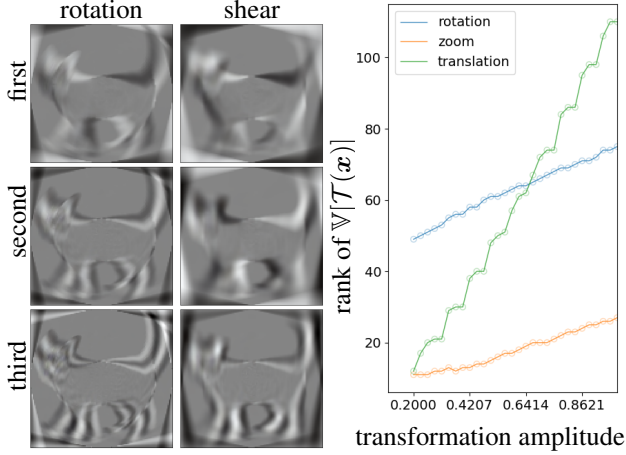 rotation shear
first
second
third
rotation
zoom
translation
rank of 𝕍[𝒯(𝒙)]
100
80
60
40
20
0.2000 0.4207 0.6414 0.8621
transformation amplitude